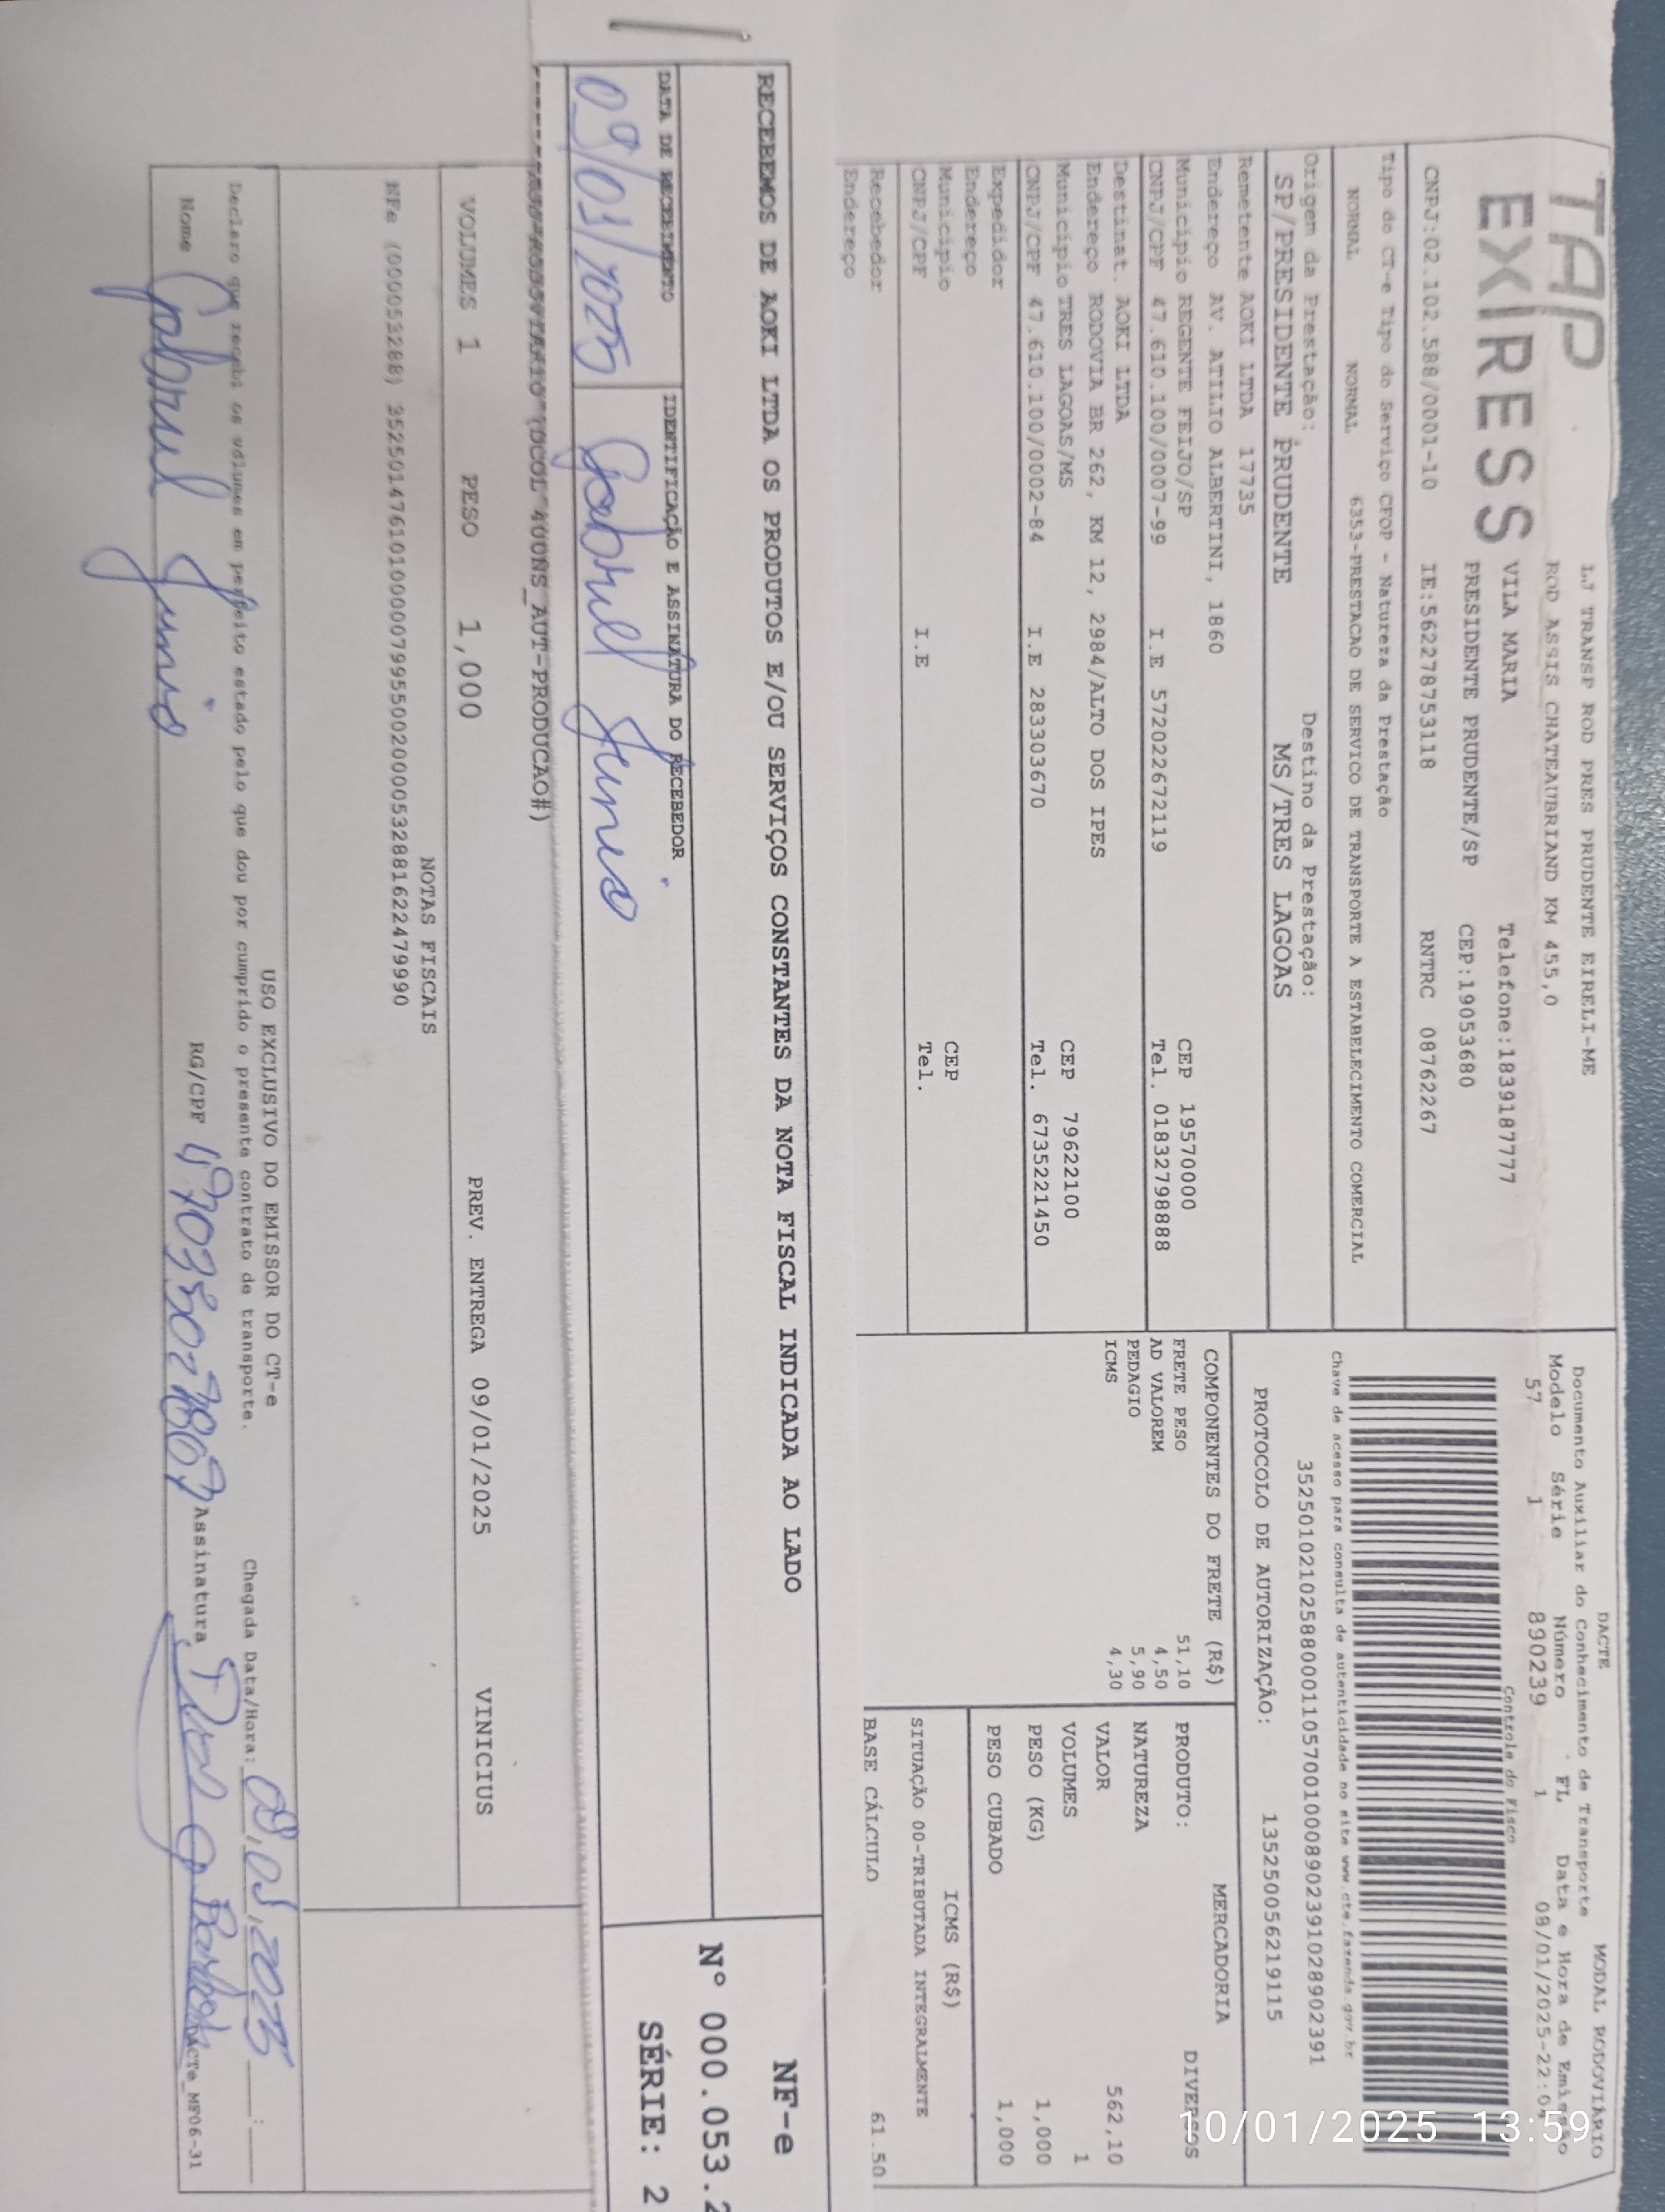 TAP
EXPRESS
LJ TRANSP ROD PRES PRUDENTE EIRELI-ME
ROD ASSIS CHATEAUBRIAND KM 455,0
VILA MARIA Telefone:1839187777
PRESIDENTE PRUDENTE/SP CEP:19053680
CNPJ:02.102.588/0001-10 IE:562278753118 RNTRC 08762267
Tipo do CT-e Tipo do Serviço CFOP - Natureza da Prestação
NORMAL NORMAL 6353-PRESTACAO DE SERVICO DE TRANSPORTE A ESTABELECIMENTO COMERCIAL
Origem da Prestação: Destino da Prestação:
SP/PRESIDENTE PRUDENTE MS/TRES LAGOAS
Remetente AOKI LTDA 17735
Endereço AV. ATILIO ALBERTINI, 1860
Município REGENTE FEIJO/SP CEP 19570000
CNPJ/CPF 47.610.100/0007-99 I.E 572022672119 Tel. 01832798888
Destinat. AOKI LTDA
Endereço RODOVIA BR 262, KM 12, 2984/ALTO DOS IPES
Município TRES LAGOAS/MS CEP 79622100
CNPJ/CPF 47.610.100/0002-84 I.E 283303670 Tel. 6735221450
Expedidor
Endereço
Município CEP
CNPJ/CPF I.E Tel.
Recebedor
Endereço
DACTE MODAL RODOVIÁRIO
Documento Auxiliar do Conhecimento de Transporte
Modelo Série Número FL Data e Hora de Emissão
57 1 890239 1 08/01/2025-22:0
Controle do Fisco
Chave de acesso para consulta de autenticidade no site www.cte.fazenda.gov.br
35250102102588000110570010008902391028902391
PROTOCOLO DE AUTORIZAÇÃO: 135250056219115
COMPONENTES DO FRETE (R$)
FRETE PESO 51,10
AD VALOREM 4,50
PEDAGIO 5,90
ICMS 4,30
MERCADORIA
PRODUTO: DIVERSOS
NATUREZA
VALOR 562,10
VOLUMES 1
PESO (KG) 1,000
PESO CUBADO 1,000
ICMS (R$)
SITUAÇÃO 00-TRIBUTADA INTEGRALMENTE
BASE CÁLCULO 61.50
RECEBEMOS DE AOKI LTDA OS PRODUTOS E/OU SERVIÇOS CONSTANTES DA NOTA FISCAL INDICADA AO LADO
DATA DE RECEBIMENTO IDENTIFICAÇÃO E ASSINATURA DO RECEBEDOR
09/01/2025 Gabriel Junio
NF-e
Nº 000.053.2
SÉRIE: 2
AUT-PRODUCAO#)
VOLUMES 1 PESO 1,000 PREV. ENTREGA 09/01/2025 VINICIUS
NOTAS FISCAIS
NFe (000053288) 35250147610100000799550020000532881622479990
USO EXCLUSIVO DO EMISSOR DO CT-e
Declaro que recebi os volumes em perfeito estado pelo que dou por cumprido o presente contrato de transporte. Chegada Data/Hora: :
Nome Gabriel Junio RG/CPF Assinatura
DACTe_MF06-31
10/01/2025 13:59